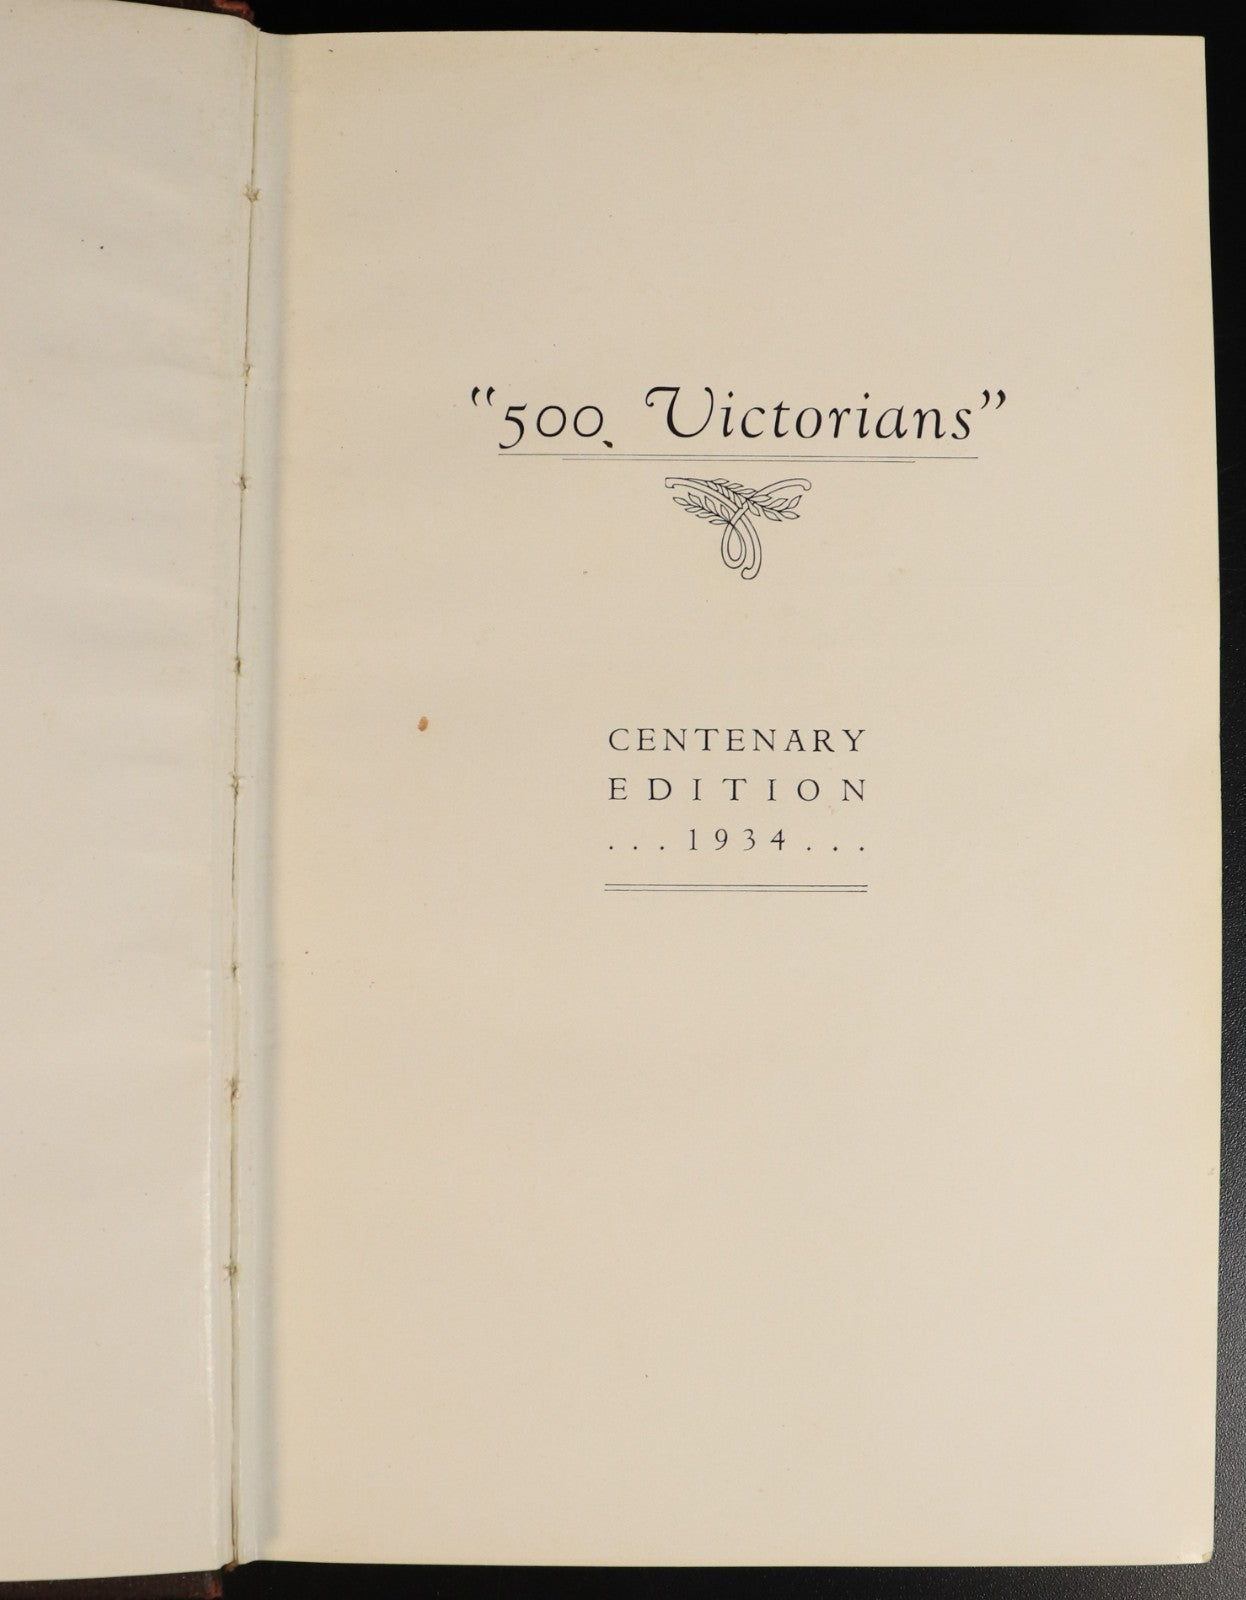 “500 Victorians”
CENTENARY
EDITION
. . . 1934 . . .